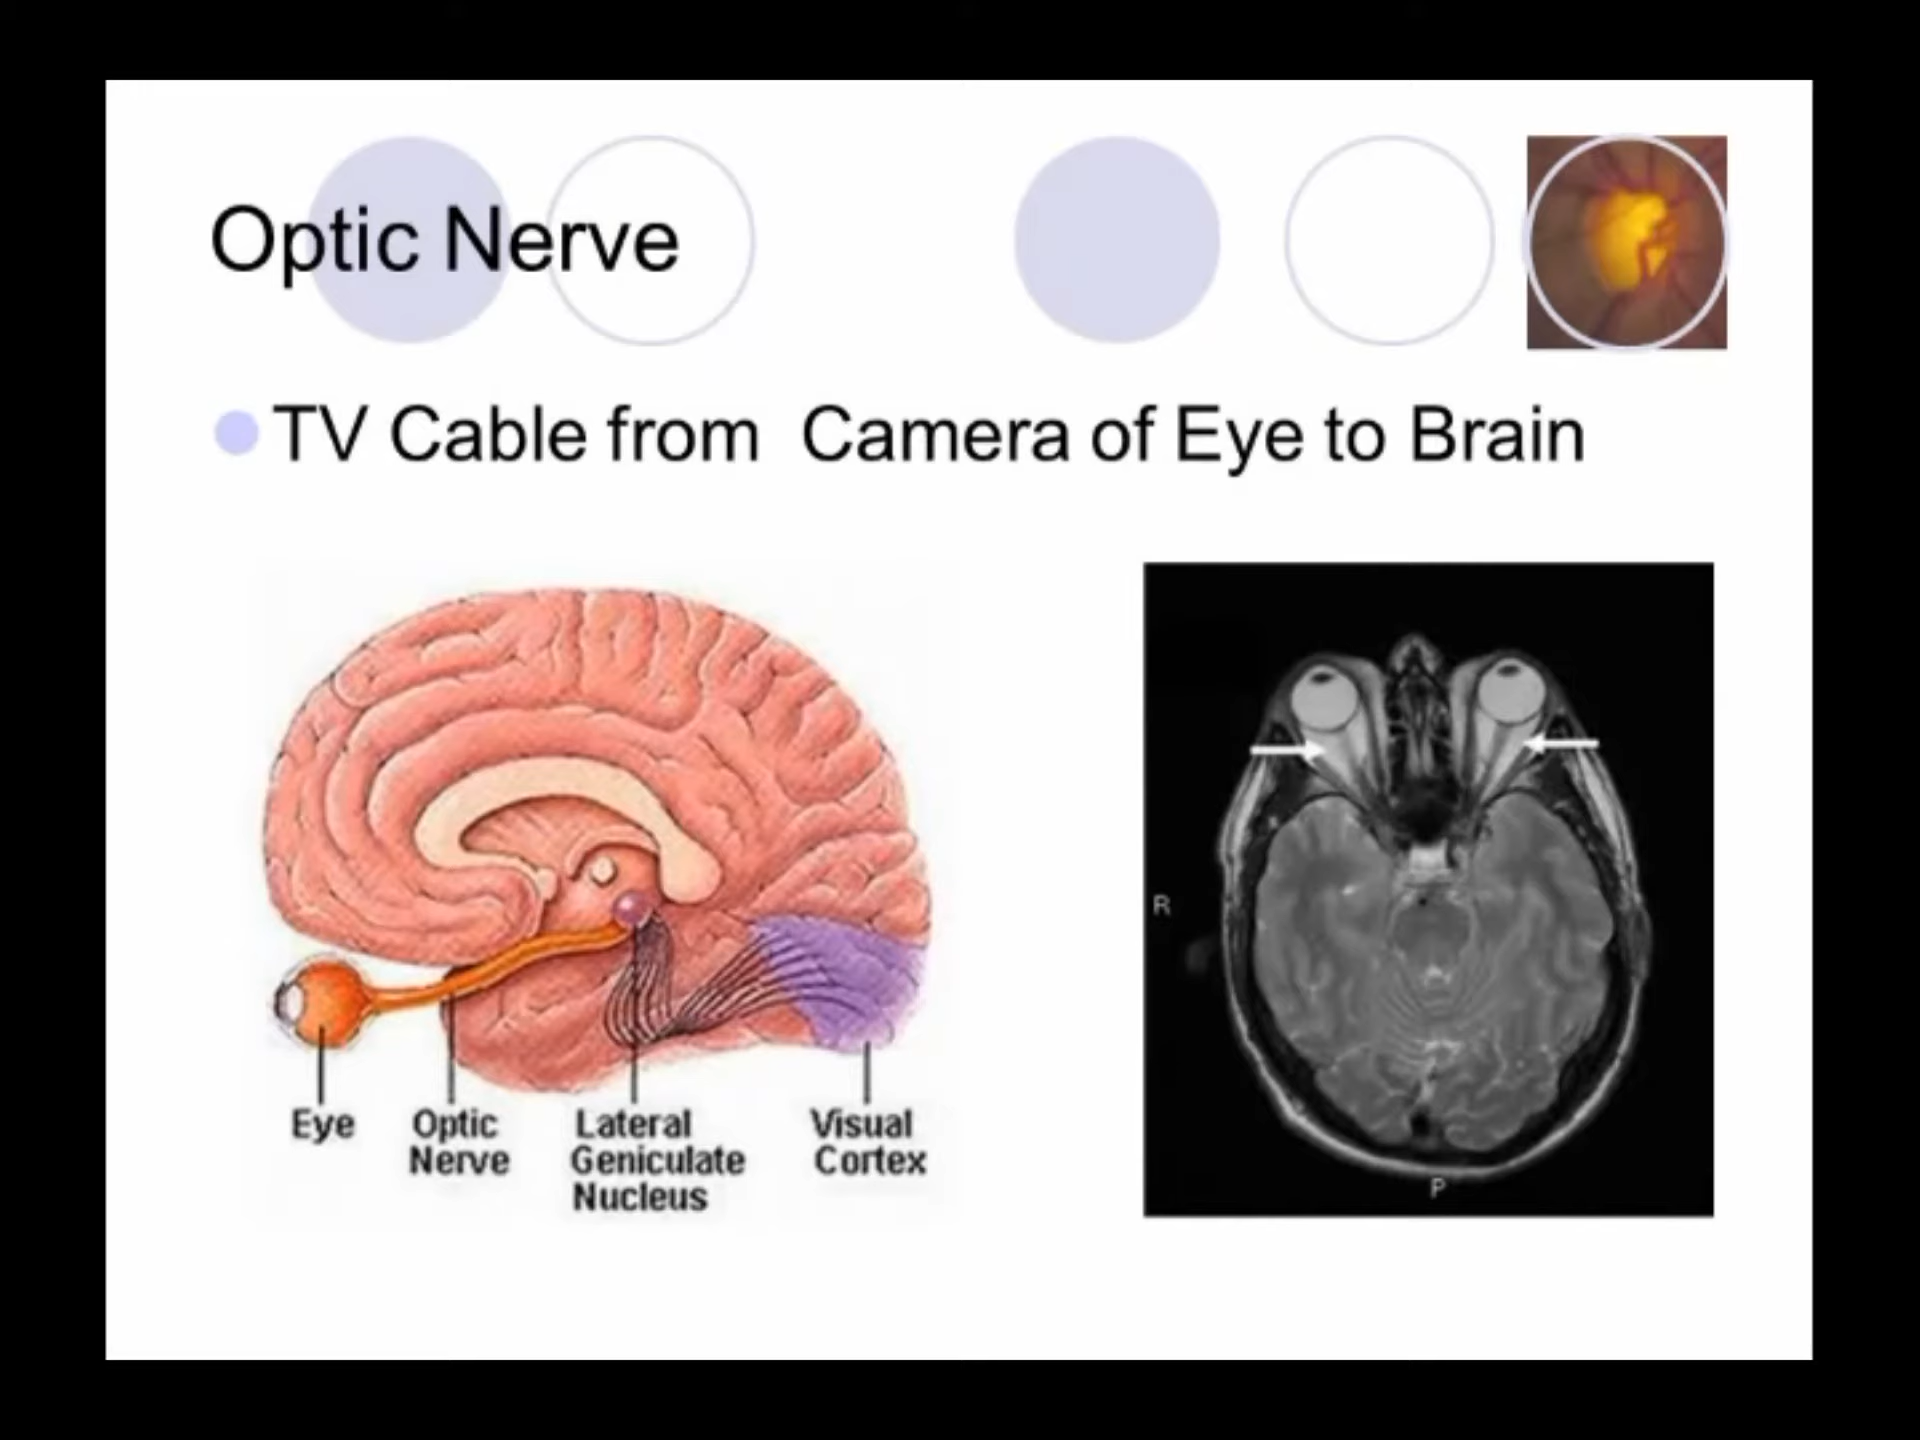 Optic Nerve
TV Cable from Camera of Eye to Brain
Eye
Optic
Nerve
Lateral
Geniculate
Nucleus
Visual
Cortex
R
P